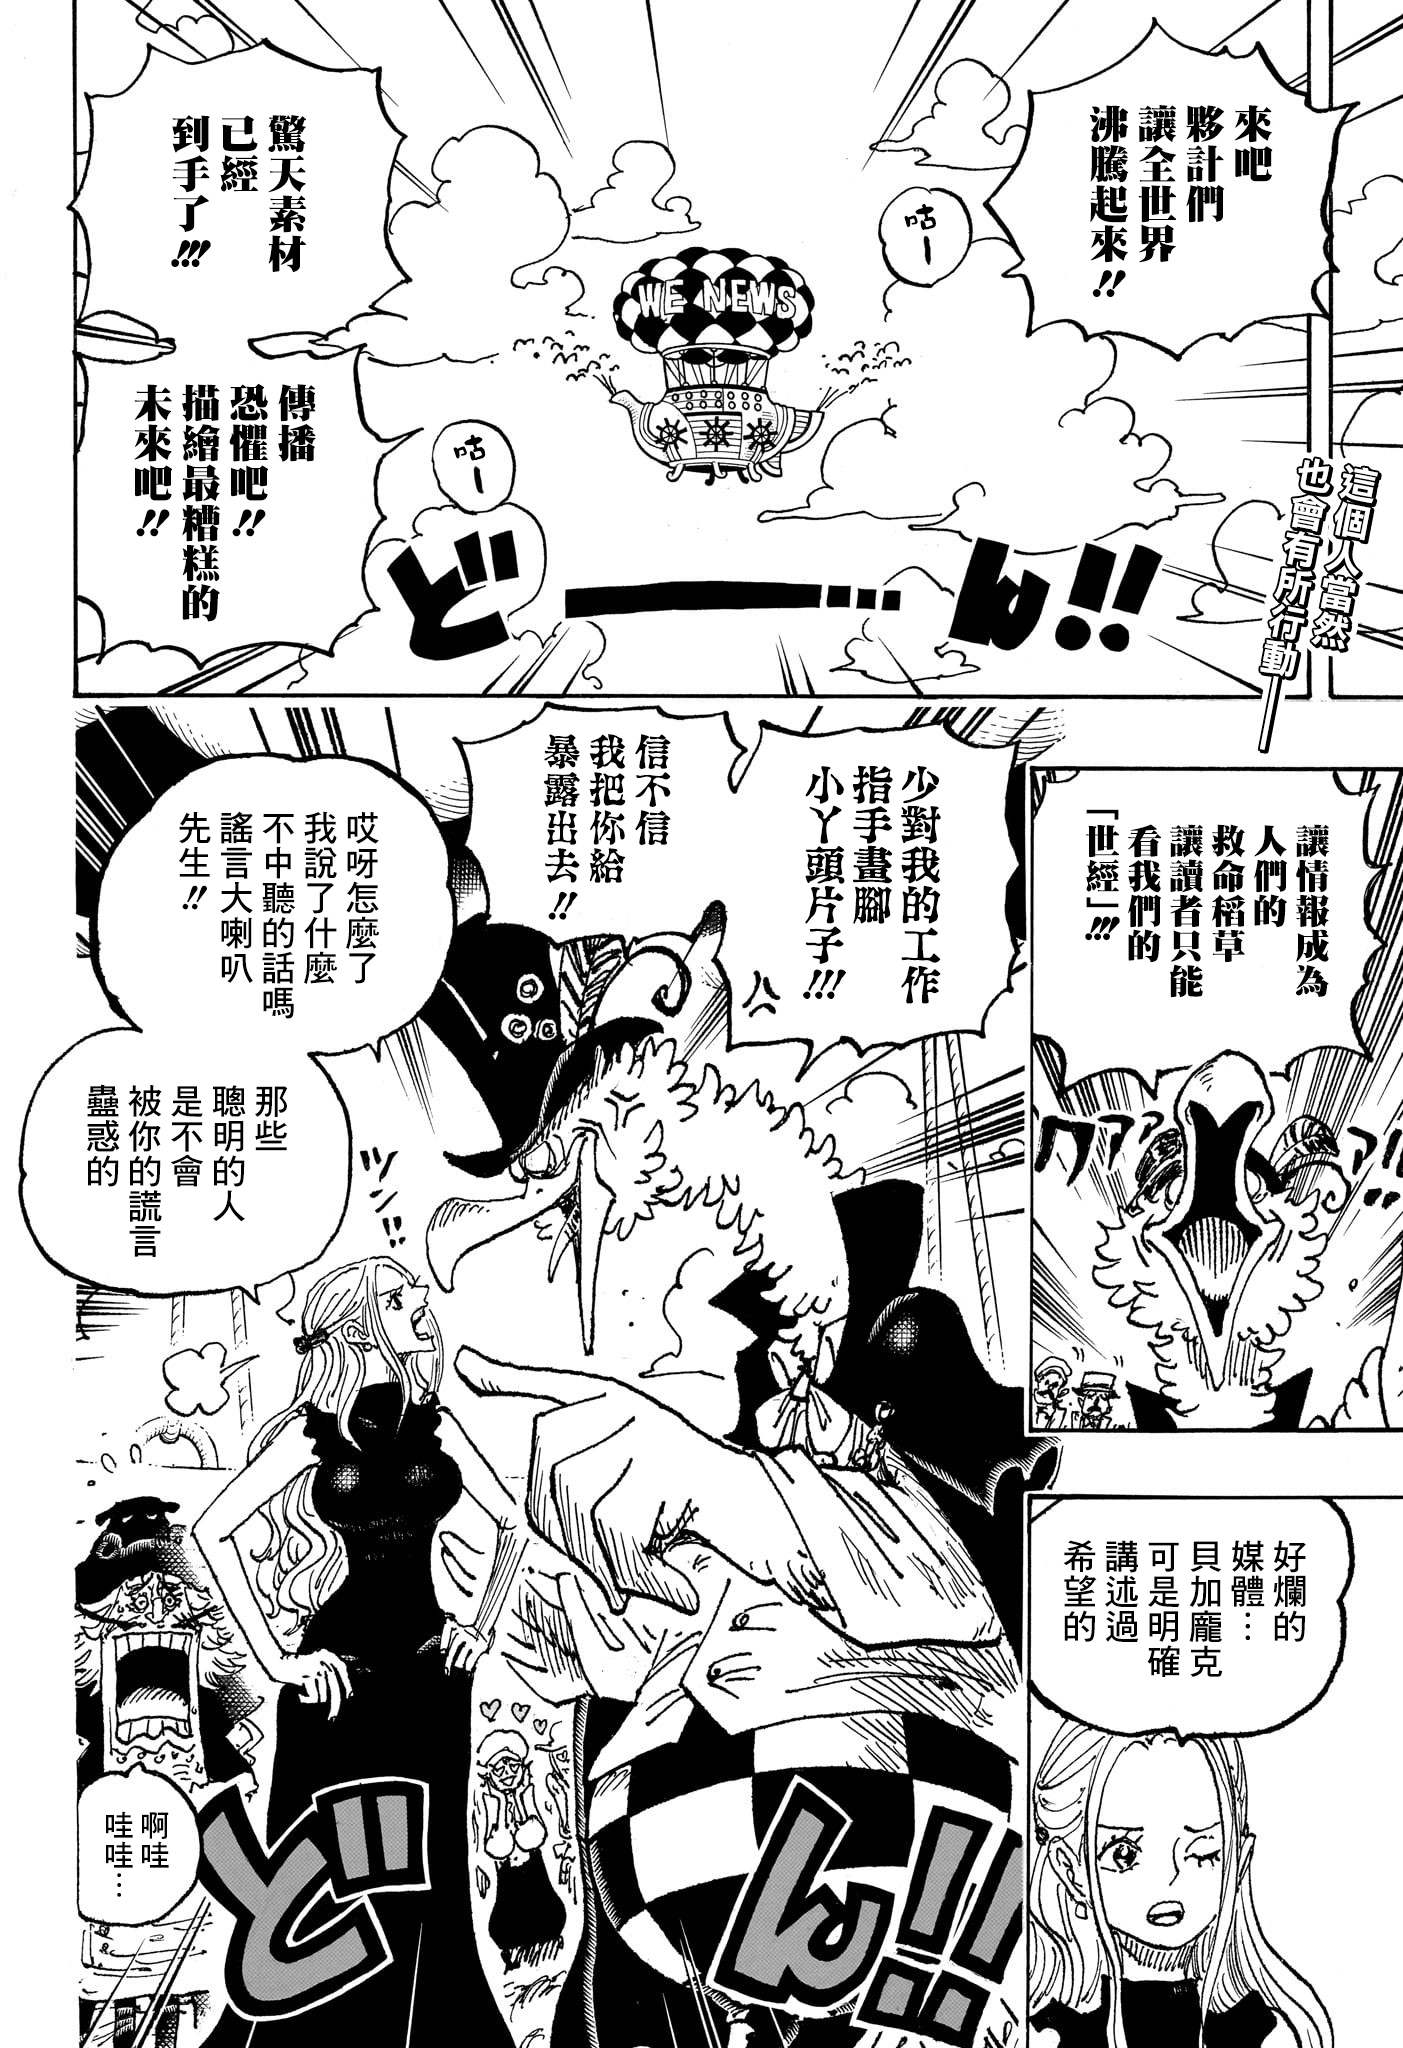 來吧
夥計們
讓全世界
沸騰起來!!
咕ー
WE NEWS
驚天素材
已經
到手了!!!
傳播
恐懼吧!!
描繪最糟糕的
未來吧!!
咕ー
ど――…ん!!
這個人當然
也會有所行動——
讓情報成為
人們的
救命稻草
讓讀者只能
看我們的
「世經」!!!
クアアアル…
好爛的
媒體…
貝加龐克
可是明確
講述過
希望的
少對我的工作
指手畫腳
小丫頭片子!!!
信不信
我把你給
暴露出去!!
哎呀怎麼了
我說了什麼
不中聽的話嗎
謠言大喇叭
先生!!
那些
聰明的人
是不會
被你的謊言
蠱惑的
ツン!!
啊哇
哇哇…
どん!!